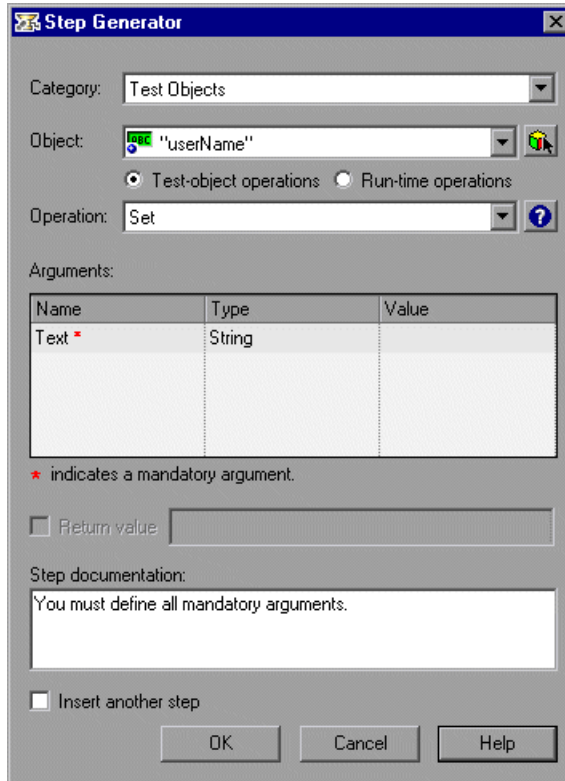 Step Generator
Category: Test Objects
Object: ABC "userName"
Test-object operations Run-time operations
Operation: Set ?
Arguments:
Name Type Value
Text * String
* indicates a mandatory argument.
Return value
Step documentation:
You must define all mandatory arguments.
Insert another step
OK Cancel Help